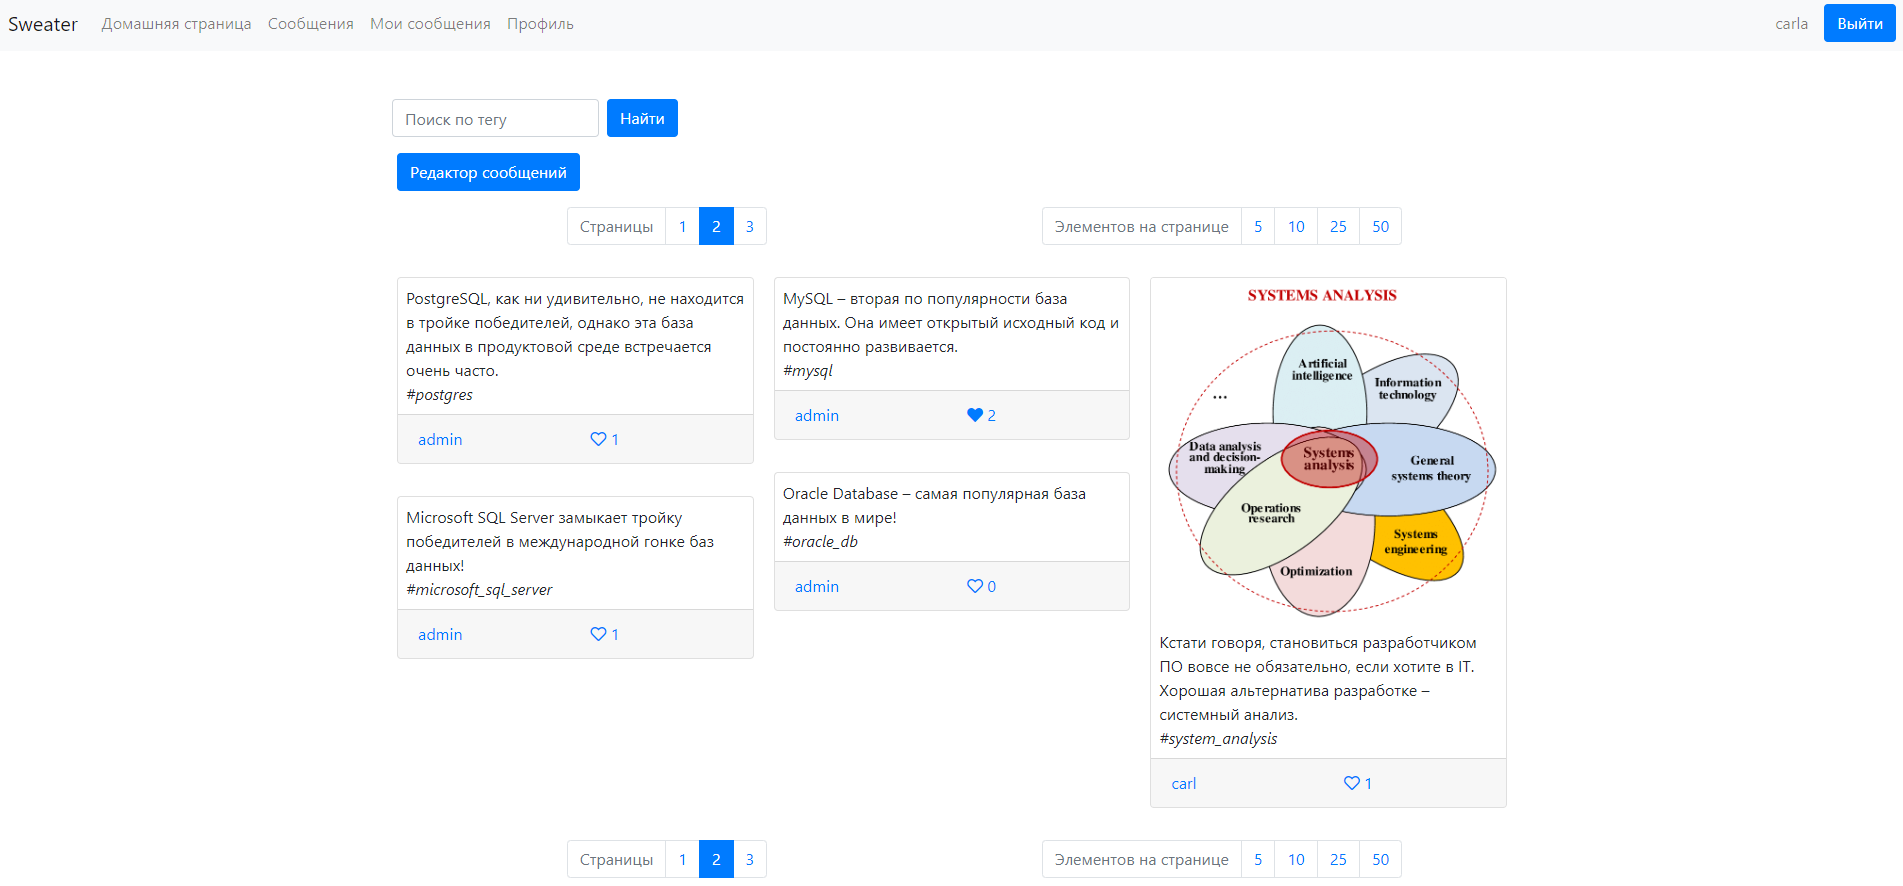 Sweater Домашняя страница Сообщения Мои сообщения Профиль carla Выйти
Поиск по тегу Найти
Редактор сообщений
Страницы 1 2 3 Элементов на странице 5 10 25 50
PostgreSQL, как ни удивительно, не находится
в тройке победителей, однако эта база
данных в продуктовой среде встречается
очень часто.
#postgres
admin 1
Microsoft SQL Server замыкает тройку
победителей в международной гонке баз
данных!
#microsoft_sql_server
admin 1
MySQL – вторая по популярности база
данных. Она имеет открытый исходный код и
постоянно развивается.
#mysql
admin 2
Oracle Database – самая популярная база
данных в мире!
#oracle_db
admin 0
SYSTEMS ANALYSIS
Artificial
intelligence
Information
technology
...
Data analysis
and decision-
making
Systems
analysis
General
systems theory
Operations
research
Systems
engineering
Optimization
Кстати говоря, становиться разработчиком
ПО вовсе не обязательно, если хотите в IT.
Хорошая альтернатива разработке –
системный анализ.
#system_analysis
carl 1
Страницы 1 2 3 Элементов на странице 5 10 25 50